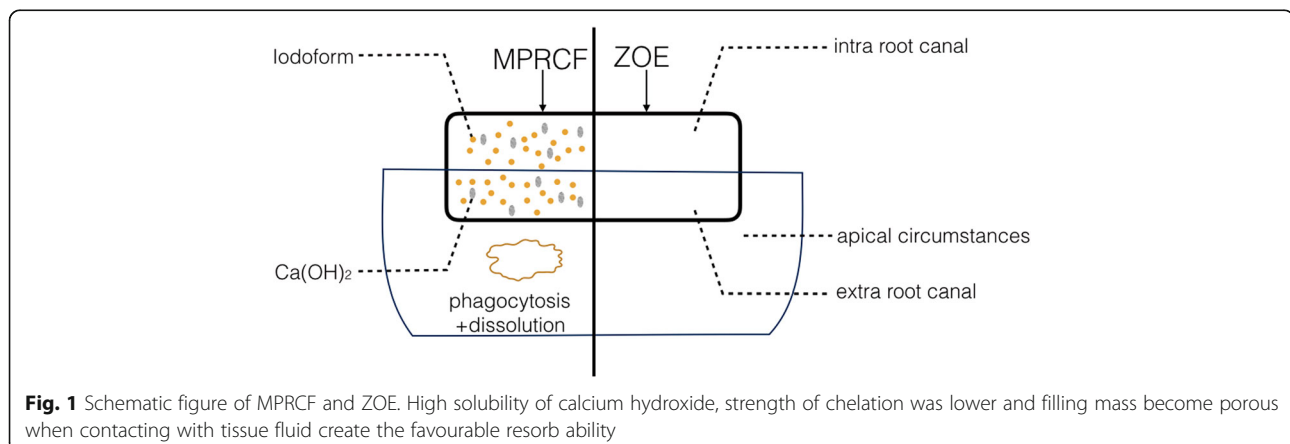 Iodoform
MPRCF
ZOE
intra root canal
apical circumstances
Ca(OH)₂
extra root canal
phagocytosis
+dissolution
Fig. 1 Schematic figure of MPRCF and ZOE. High solubility of calcium hydroxide, strength of chelation was lower and filling mass become porous
when contacting with tissue fluid create the favourable resorb ability